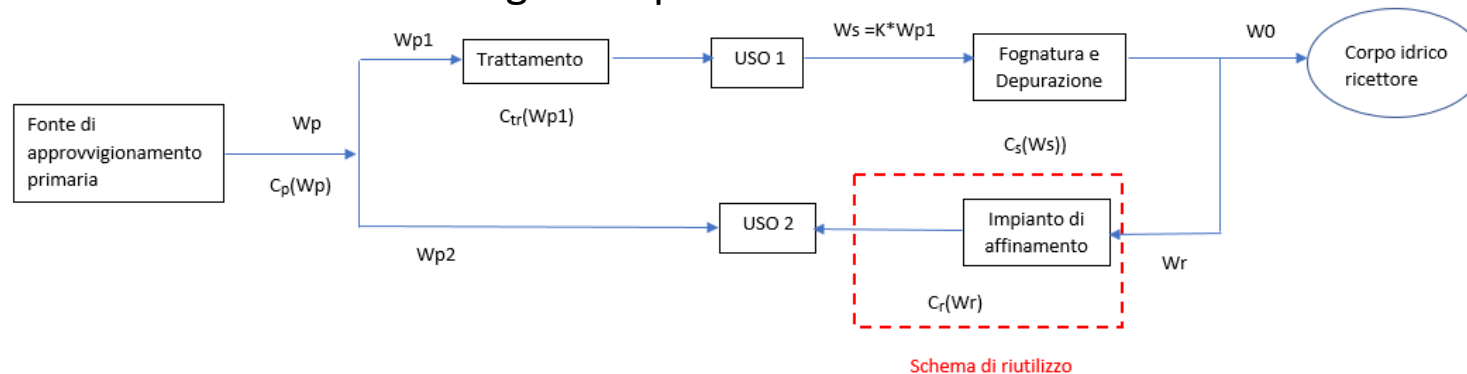 Wp1
Ws =K*Wp1
W0
Trattamento
USO 1
Fognatura e
Depurazione
Corpo idrico
ricettore
Fonte di
approvvigionamento
primaria
Wp
Cp(Wp)
Ctr(Wp1)
Cs(Ws))
USO 2
Impianto di
affinamento
Wp2
Wr
Cr(Wr)
Schema di riutilizzo